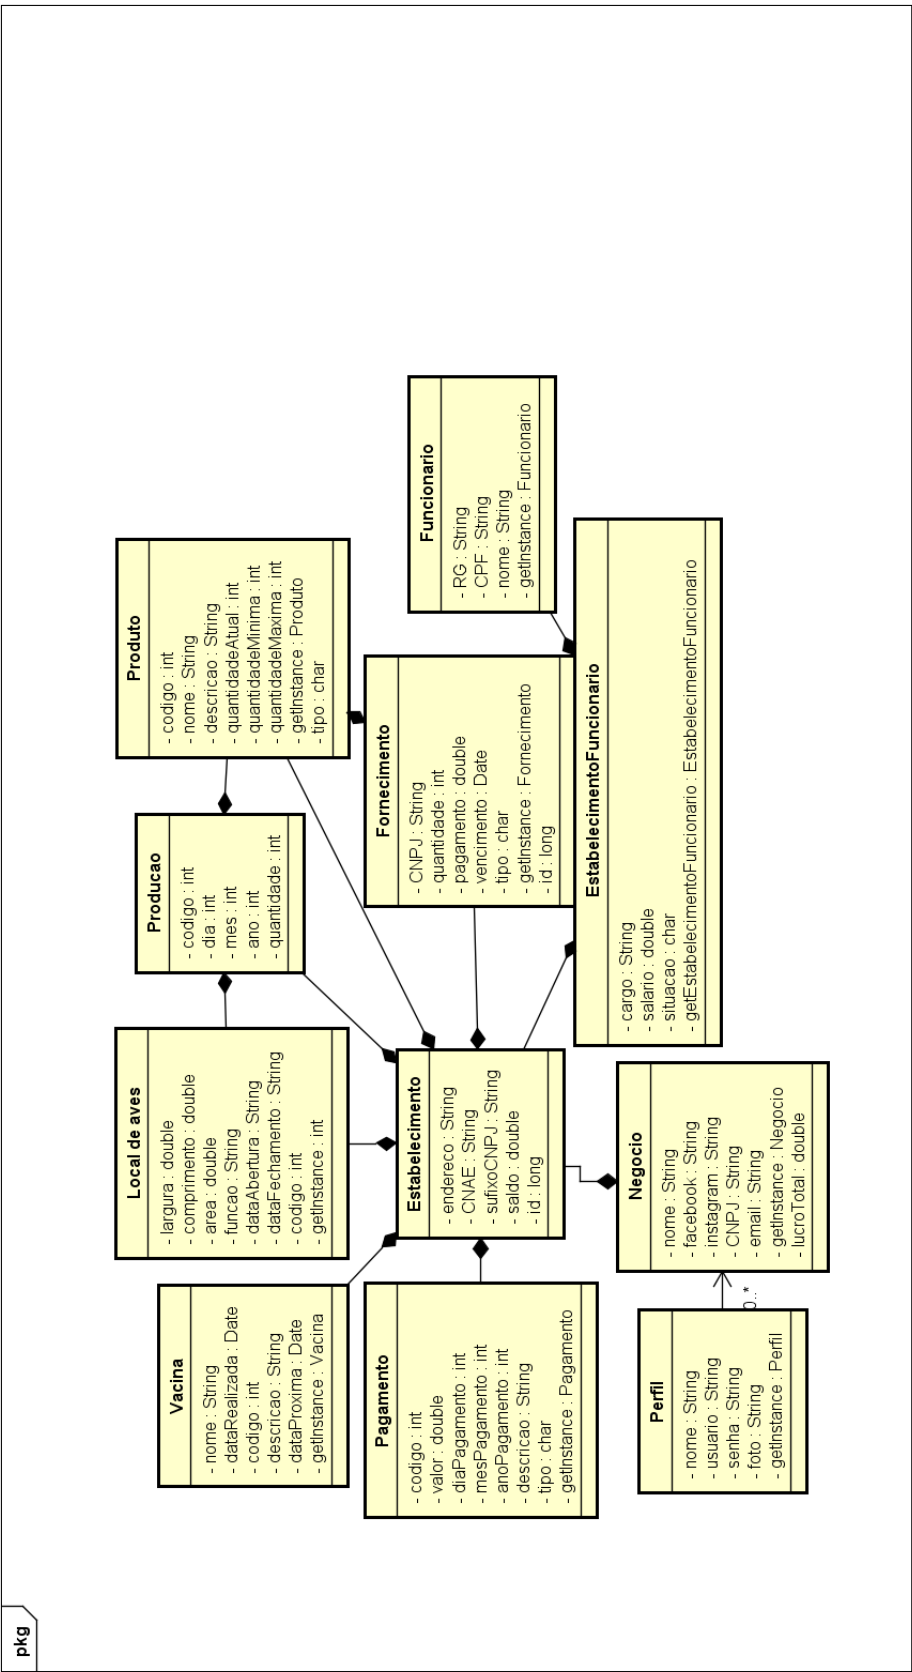 pkg
Vacina
- nome : String
- dataRealizada : Date
- codigo : int
- descricao : String
- dataProxima : Date
- getInstance : Vacina
Local de aves
- largura : double
- comprimento : double
- area : double
- funcao : String
- dataAbertura : String
- dataFechamento : String
- codigo : int
- getInstance : int
Producao
- codigo : int
- dia : int
- mes : int
- ano : int
- quantidade : int
Produto
- codigo : int
- nome : String
- descricao : String
- quantidadeAtual : int
- quantidadeMinima : int
- quantidadeMaxima : int
- getInstance : Produto
- tipo : char
Pagamento
- codigo : int
- valor : double
- diaPagamento : int
- mesPagamento : int
- anoPagamento : int
- descricao : String
- tipo : char
- getInstance : Pagamento
Estabelecimento
- endereco : String
- CNAE : String
- sufixoCNPJ : String
- saldo : double
- id : long
Fornecimento
- CNPJ : String
- quantidade : int
- pagamento : double
- vencimento : Date
- tipo : char
- getInstance : Fornecimento
- id : long
Funcionario
- RG : String
- CPF : String
- nome : String
- getInstance : Funcionario
EstabelecimentoFuncionario
- cargo : String
- salario : double
- situacao : char
- getEstabelecimentoFuncionario : EstabelecimentoFuncionario
Perfil
- nome : String
- usuario : String
- senha : String
- foto : String
- getInstance : Perfil
0..*
Negocio
- nome : String
- facebook : String
- instagram : String
- CNPJ : String
- email : String
- getInstance : Negocio
- lucroTotal : double